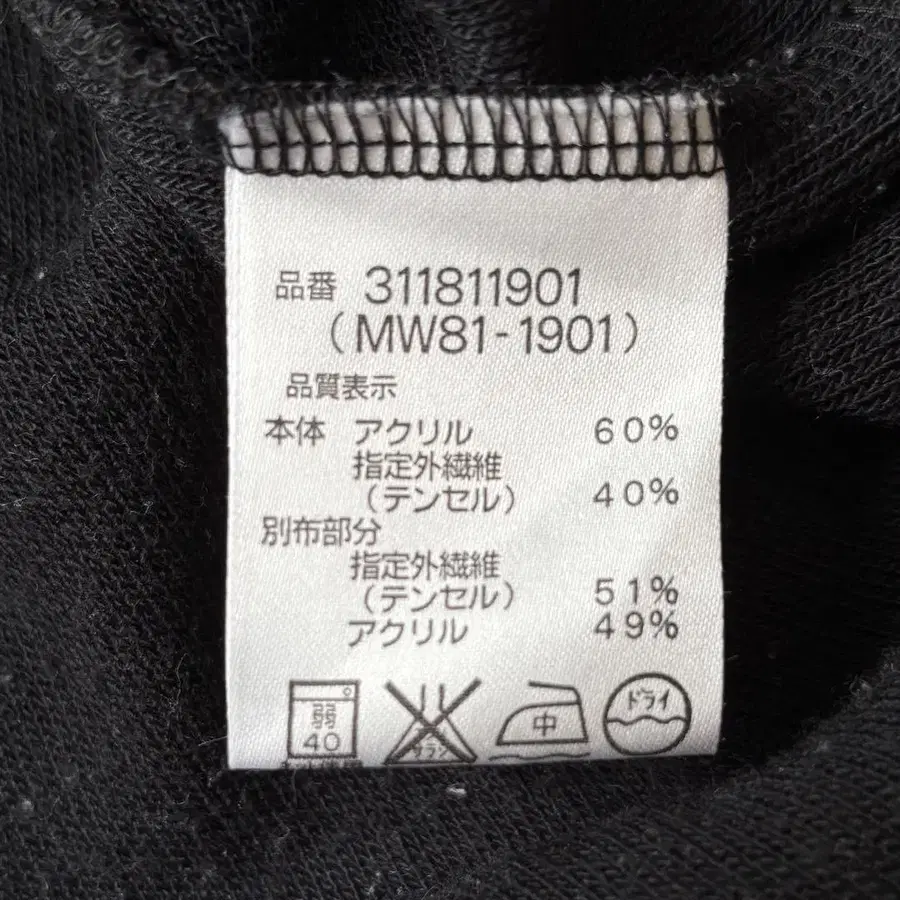 品番 311811901
(MW81-1901)
品質表示
本体 アクリル 60%
指定外繊維
(テンセル) 40%
別布部分
指定外繊維
(テンセル) 51%
アクリル 49%
弱
40
中
ドライ